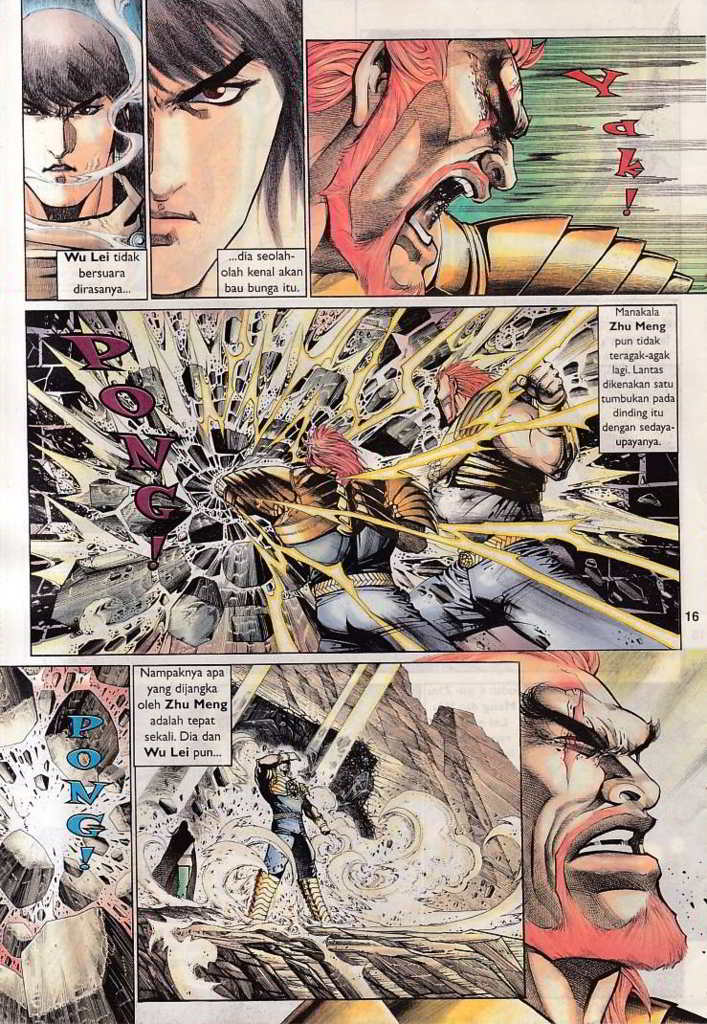 Wu Lei tidak
bersuara
dirasanya...
...dia seolah-
olah kenal akan
bau bunga itu.
Yak!
PONG!
Manakala
Zhu Meng
pun tidak
teragak-agak
lagi. Lantas
dikenakan satu
tumbukan pada
dinding itu
dengan sedaya-
upayanya.
16
PONG!
Nampaknya apa
yang dijangka
oleh Zhu Meng
adalah tepat
sekali. Dia dan
Wu Lei pun...